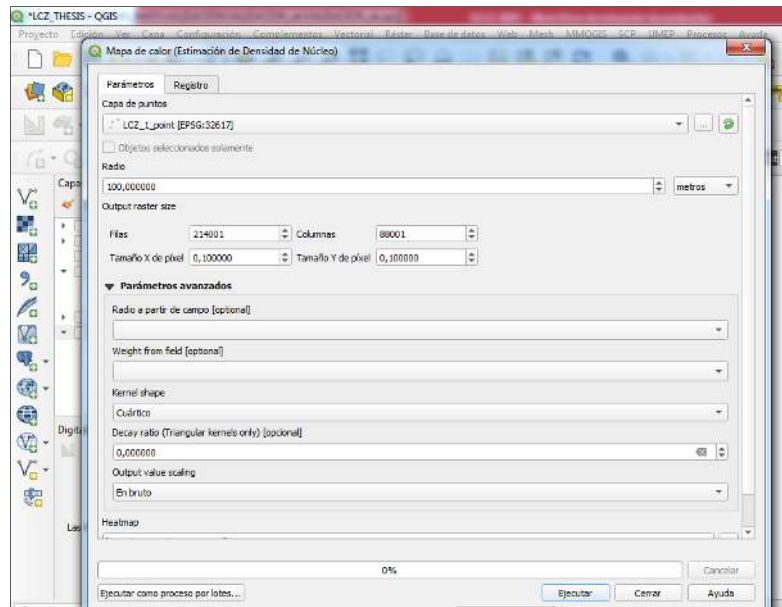 *LCZ_THESIS - QGIS
Proyecto Edición Ver Capa Configuración Complementos Vectorial Ráster Base de datos Web Mesh MMQGIS SCP UMEP Procesos Ayuda
Mapa de calor (Estimación de Densidad de Núcleo)
Parámetros Registro
Capa de puntos
LCZ_1_point [EPSG:32617]
Objetos seleccionados solamente
Radio
100,000000 metros
Output raster size
Filas 214001 Columnas 88001
Tamaño X de píxel 0,100000 Tamaño Y de píxel 0,100000
Parámetros avanzados
Radio a partir de campo [optional]
Weight from field [optional]
Kernel shape
Cuártico
Decay ratio (Triangular kernels only) [opcional]
0,000000
Output value scaling
En bruto
Heatmap
0% Cancelar
Ejecutar como proceso por lotes... Ejecutar Cerrar Ayuda
Capa
Digita
Las